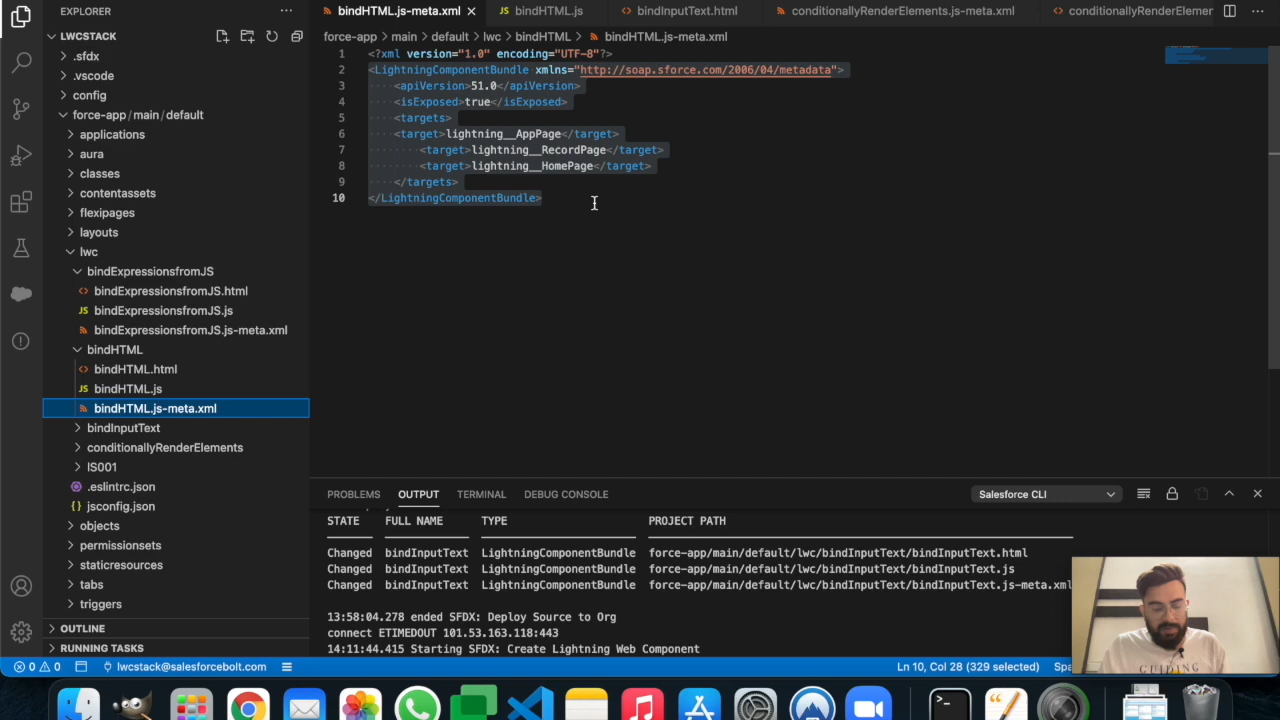 EXPLORER
LWCSTACK
.sfdx
.vscode
config
force-app/main/default
applications
aura
classes
contentassets
flexipages
layouts
lwc
bindExpressionsfromJS
bindExpressionsfromJS.html
JS bindExpressionsfromJS.js
bindExpressionsfromJS.js-meta.xml
bindHTML
bindHTML.html
JS bindHTML.js
bindHTML.js-meta.xml
bindInputText
conditionallyRenderElements
IS001
.eslintrc.json
{} jsconfig.json
objects
permissionsets
staticresources
tabs
triggers
OUTLINE
RUNNING TASKS
bindHTML.js-meta.xml JS bindHTML.js bindInputText.html conditionallyRenderElements.js-meta.xml conditionallyRenderElemer
force-app > main > default > lwc > bindHTML > bindHTML.js-meta.xml
1 <?xml version="1.0" encoding="UTF-8"?>
2 <LightningComponentBundle xmlns="http://soap.sforce.com/2006/04/metadata">
3 <apiVersion>51.0</apiVersion>
4 <isExposed>true</isExposed>
5 <targets>
6 <target>lightning__AppPage</target>
7 <target>lightning__RecordPage</target>
8 <target>lightning__HomePage</target>
9 </targets>
10 </LightningComponentBundle>
PROBLEMS OUTPUT TERMINAL DEBUG CONSOLE Salesforce CLI
STATE FULL NAME TYPE PROJECT PATH
Changed bindInputText LightningComponentBundle force-app/main/default/lwc/bindInputText/bindInputText.html
Changed bindInputText LightningComponentBundle force-app/main/default/lwc/bindInputText/bindInputText.js
Changed bindInputText LightningComponentBundle force-app/main/default/lwc/bindInputText/bindInputText.js-meta.xml
13:58:04.278 ended SFDX: Deploy Source to Org
connect ETIMEDOUT 101.53.163.118:443
14:11:44.415 Starting SFDX: Create Lightning Web Component
GUIDING
0 0 lwcstack@salesforcebolt.com Ln 10, Col 28 (329 selected) Spa